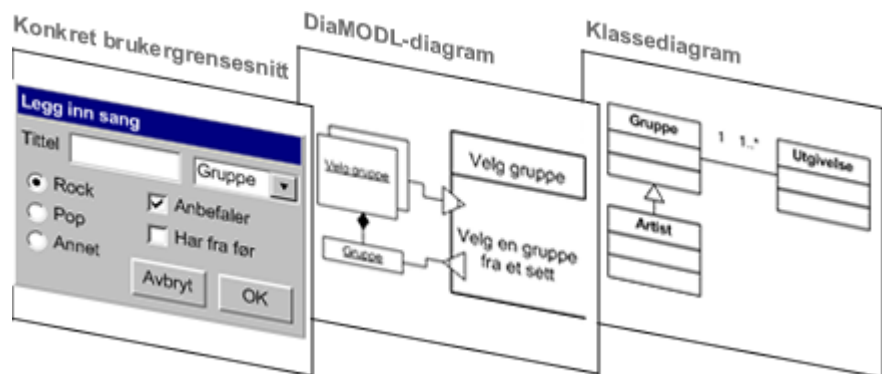 Konkret brukergrensesnitt
Legg inn sang
Tittel
Gruppe
Rock
Pop
Annet
Anbefaler
Har fra før
Avbryt
OK
DiaMODL-diagram
Velg gruppe
Gruppe
Velg gruppe
Velg en gruppe
fra et sett
Klassediagram
Gruppe
1 1..*
Utgivelse
Artist